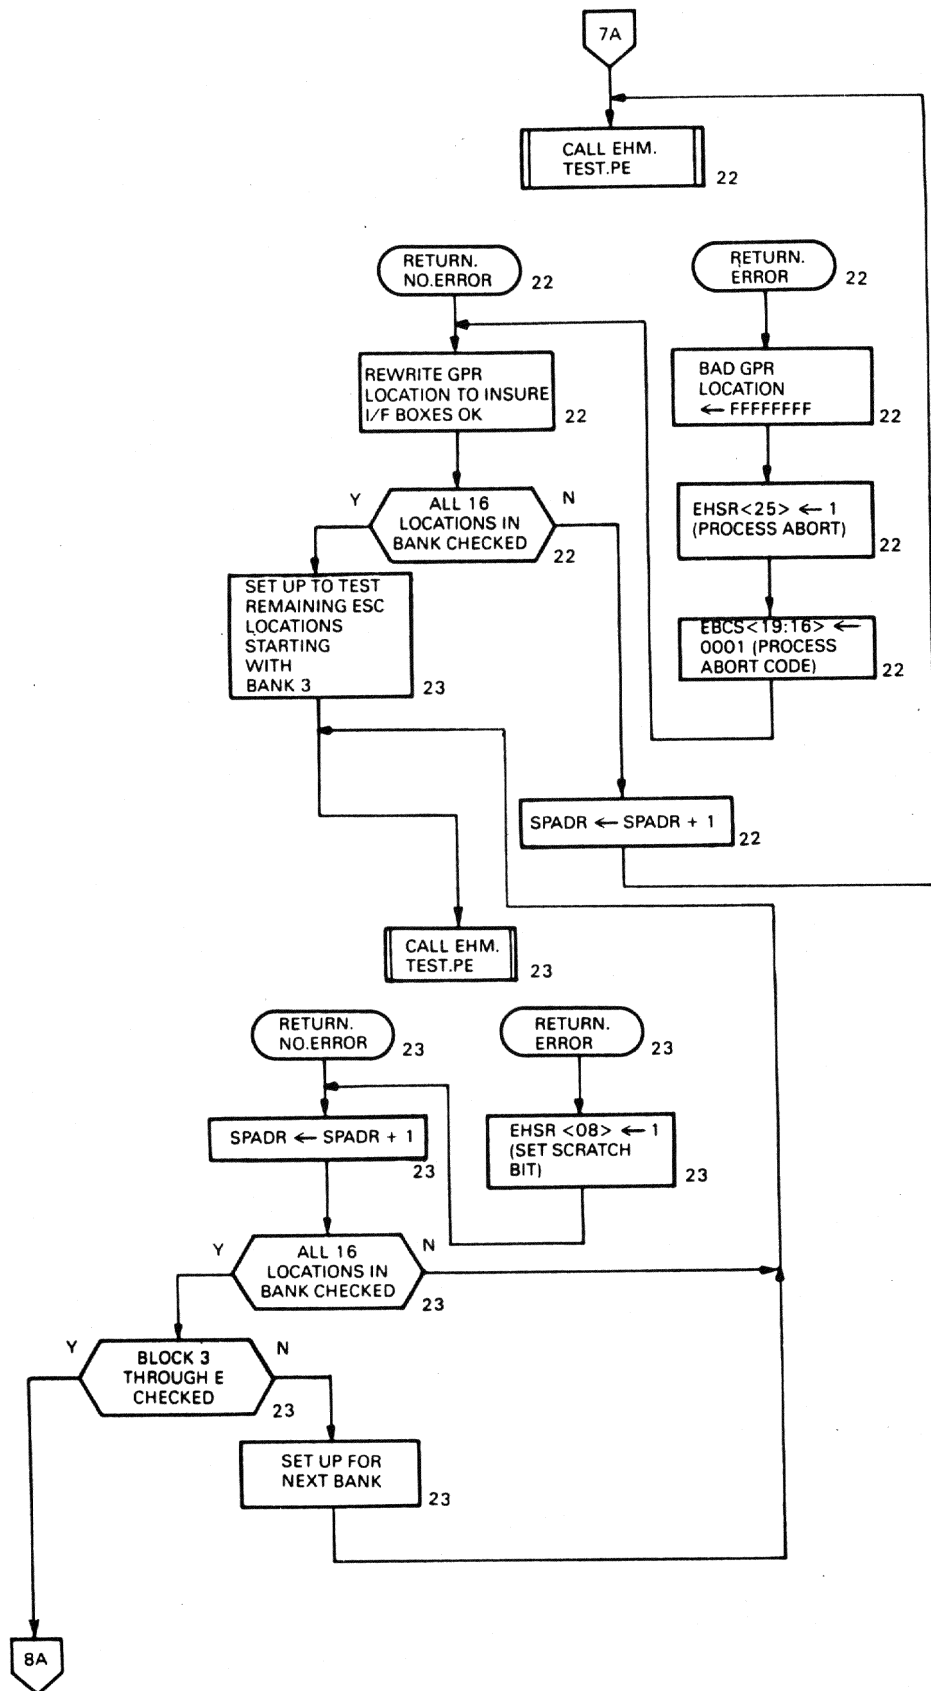 7A
CALL EHM.
TEST.PE
22
RETURN.
NO.ERROR
22
RETURN.
ERROR
22
REWRITE GPR
LOCATION TO INSURE
I/F BOXES OK
22
BAD GPR
LOCATION
← FFFFFFFF
22
Y
ALL 16
LOCATIONS IN
BANK CHECKED
N
22
EHSR<25> ← 1
(PROCESS ABORT)
22
SET UP TO TEST
REMAINING ESC
LOCATIONS
STARTING
WITH
BANK 3
23
EBCS<19:16> ←
0001 (PROCESS
ABORT CODE)
22
SPADR ← SPADR + 1
22
CALL EHM.
TEST.PE
23
RETURN.
NO.ERROR
23
RETURN.
ERROR
23
SPADR ← SPADR + 1
23
EHSR <08> ← 1
(SET SCRATCH
BIT)
23
Y
ALL 16
LOCATIONS IN
BANK CHECKED
N
23
Y
BLOCK 3
THROUGH E
CHECKED
N
23
SET UP FOR
NEXT BANK
23
8A